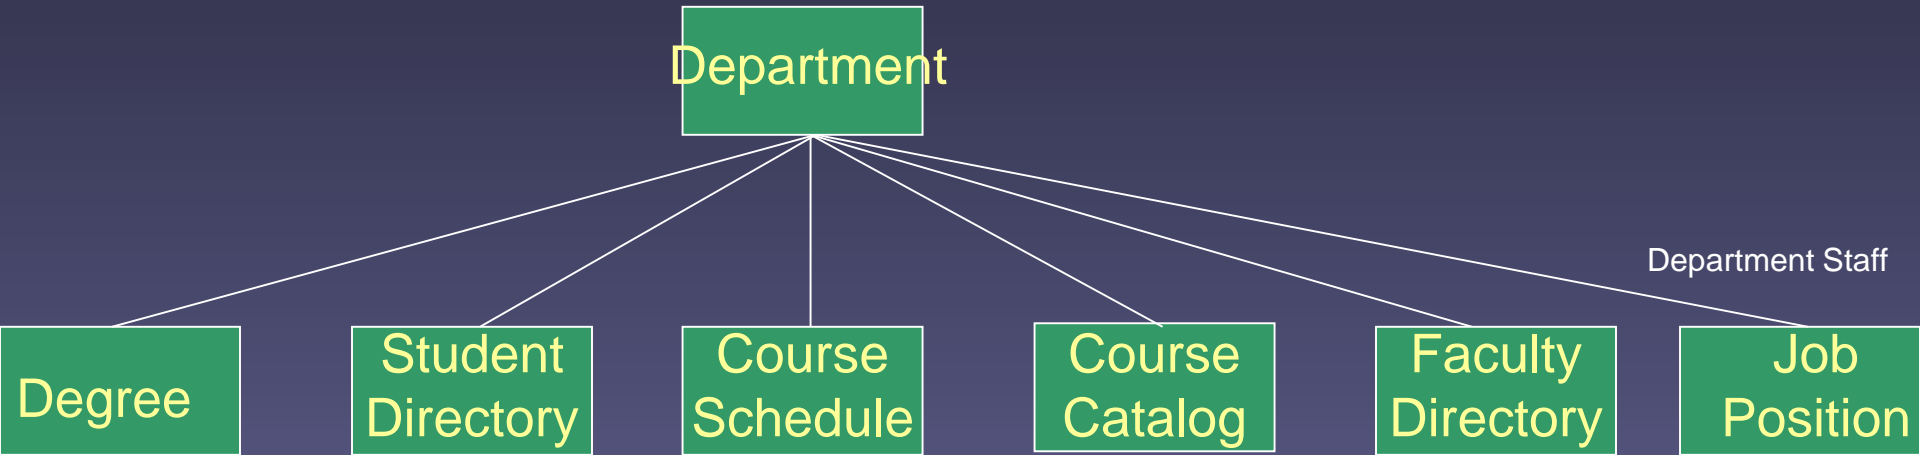 Department
Department Staff
Degree
Student
Directory
Course
Schedule
Course
Catalog
Faculty
Directory
Job
Position